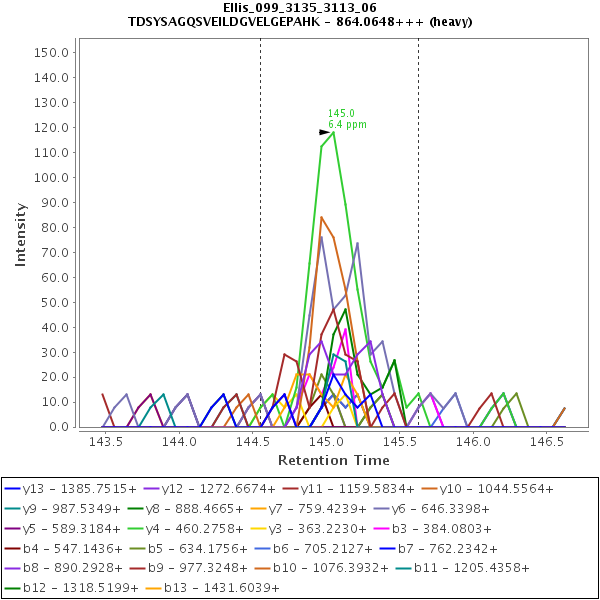 Ellis_099_3135_3113_06
TDSYSAGQSVEILDGVELGEPAHK - 864.0648+++ (heavy)
145.0
6.4 ppm
150.0
140.0
130.0
120.0
110.0
100.0
90.0
80.0
70.0
60.0
50.0
40.0
30.0
20.0
10.0
0.0
Intensity
143.5 144.0 144.5 145.0 145.5 146.0 146.5
Retention Time
y13 - 1385.7515+ y12 - 1272.6674+ y11 - 1159.5834+ y10 - 1044.5564+
y9 - 987.5349+ y8 - 888.4665+ y7 - 759.4239+ y6 - 646.3398+
y5 - 589.3184+ y4 - 460.2758+ y3 - 363.2230+ b3 - 384.0803+
b4 - 547.1436+ b5 - 634.1756+ b6 - 705.2127+ b7 - 762.2342+
b8 - 890.2928+ b9 - 977.3248+ b10 - 1076.3932+ b11 - 1205.4358+
b12 - 1318.5199+ b13 - 1431.6039+